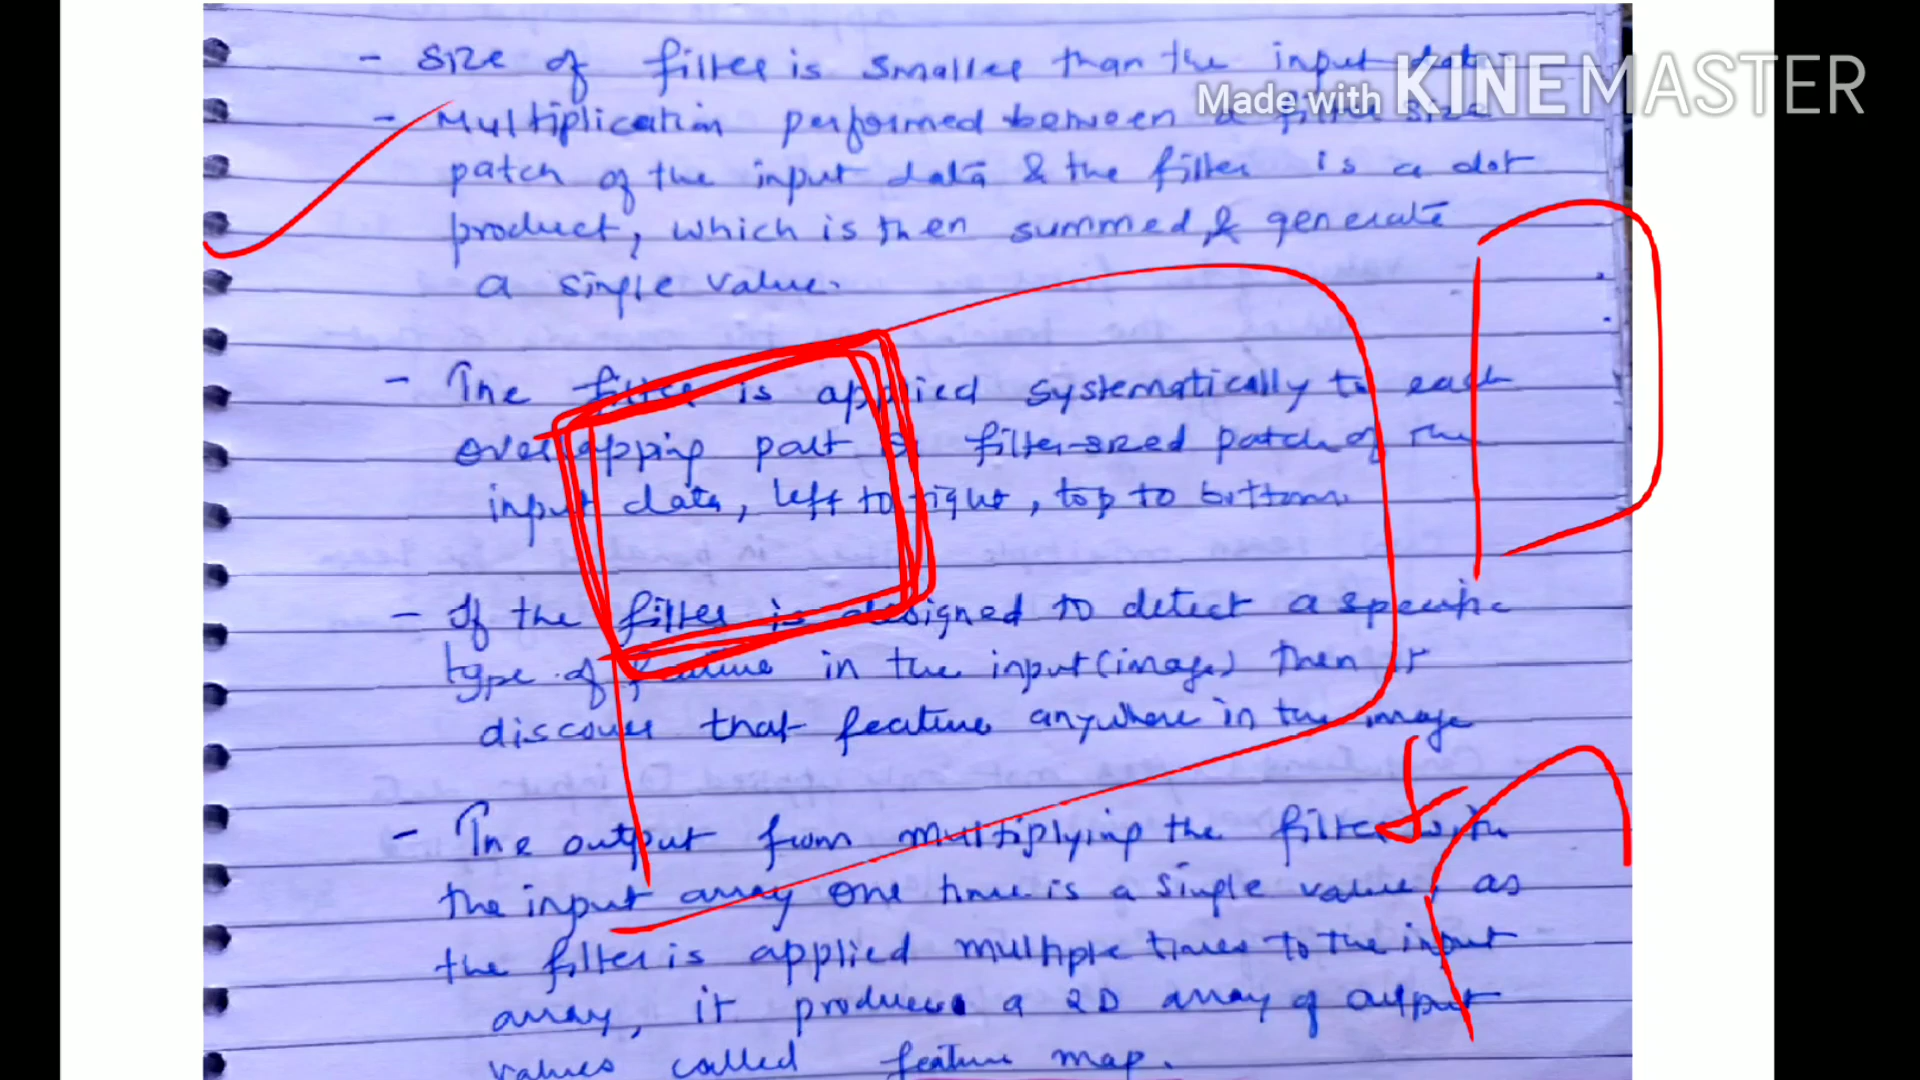 - Size of filter is smaller than the input data.
Made with KINEMASTER
- Multiplication performed between a filter size
patch of the input data & the filter is a dot
product, which is then summed, & generate
a single value.
- The filter is applied systematically to each
overlapping part or filter-sized patch of the
input data, left to right, top to bottom.
- If the filter is designed to detect a specific
type of feature in the input (image) then it
discover that feature anywhere in the image
- The output from multiplying the filter with
the input array one time is a single value, as
the filter is applied multiple times to the input
array, it produces a 2D array of output
values called feature map.